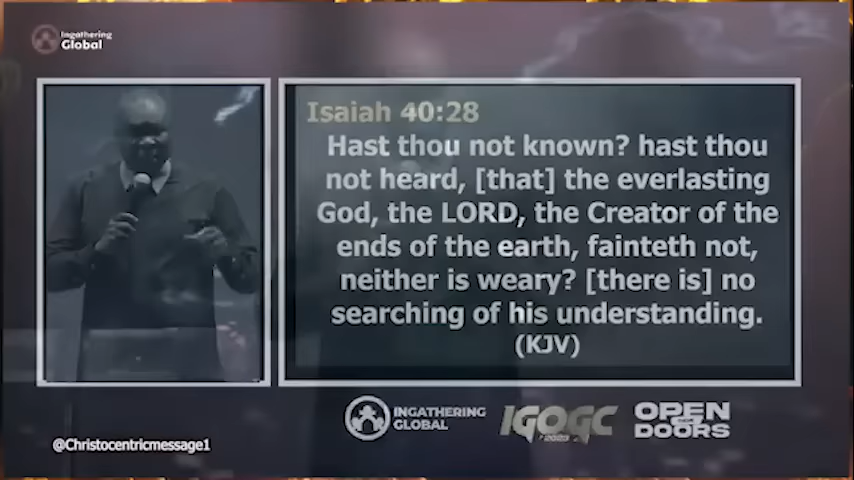 Ingathering
Global
Isaiah 40:28
Hast thou not known? hast thou
not heard, [that] the everlasting
God, the LORD, the Creator of the
ends of the earth, fainteth not,
neither is weary? [there is] no
searching of his understanding.
(KJV)
INGATHERING
GLOBAL
IGOGC
2023
OPEN
DOORS
@Christocentricmessage1